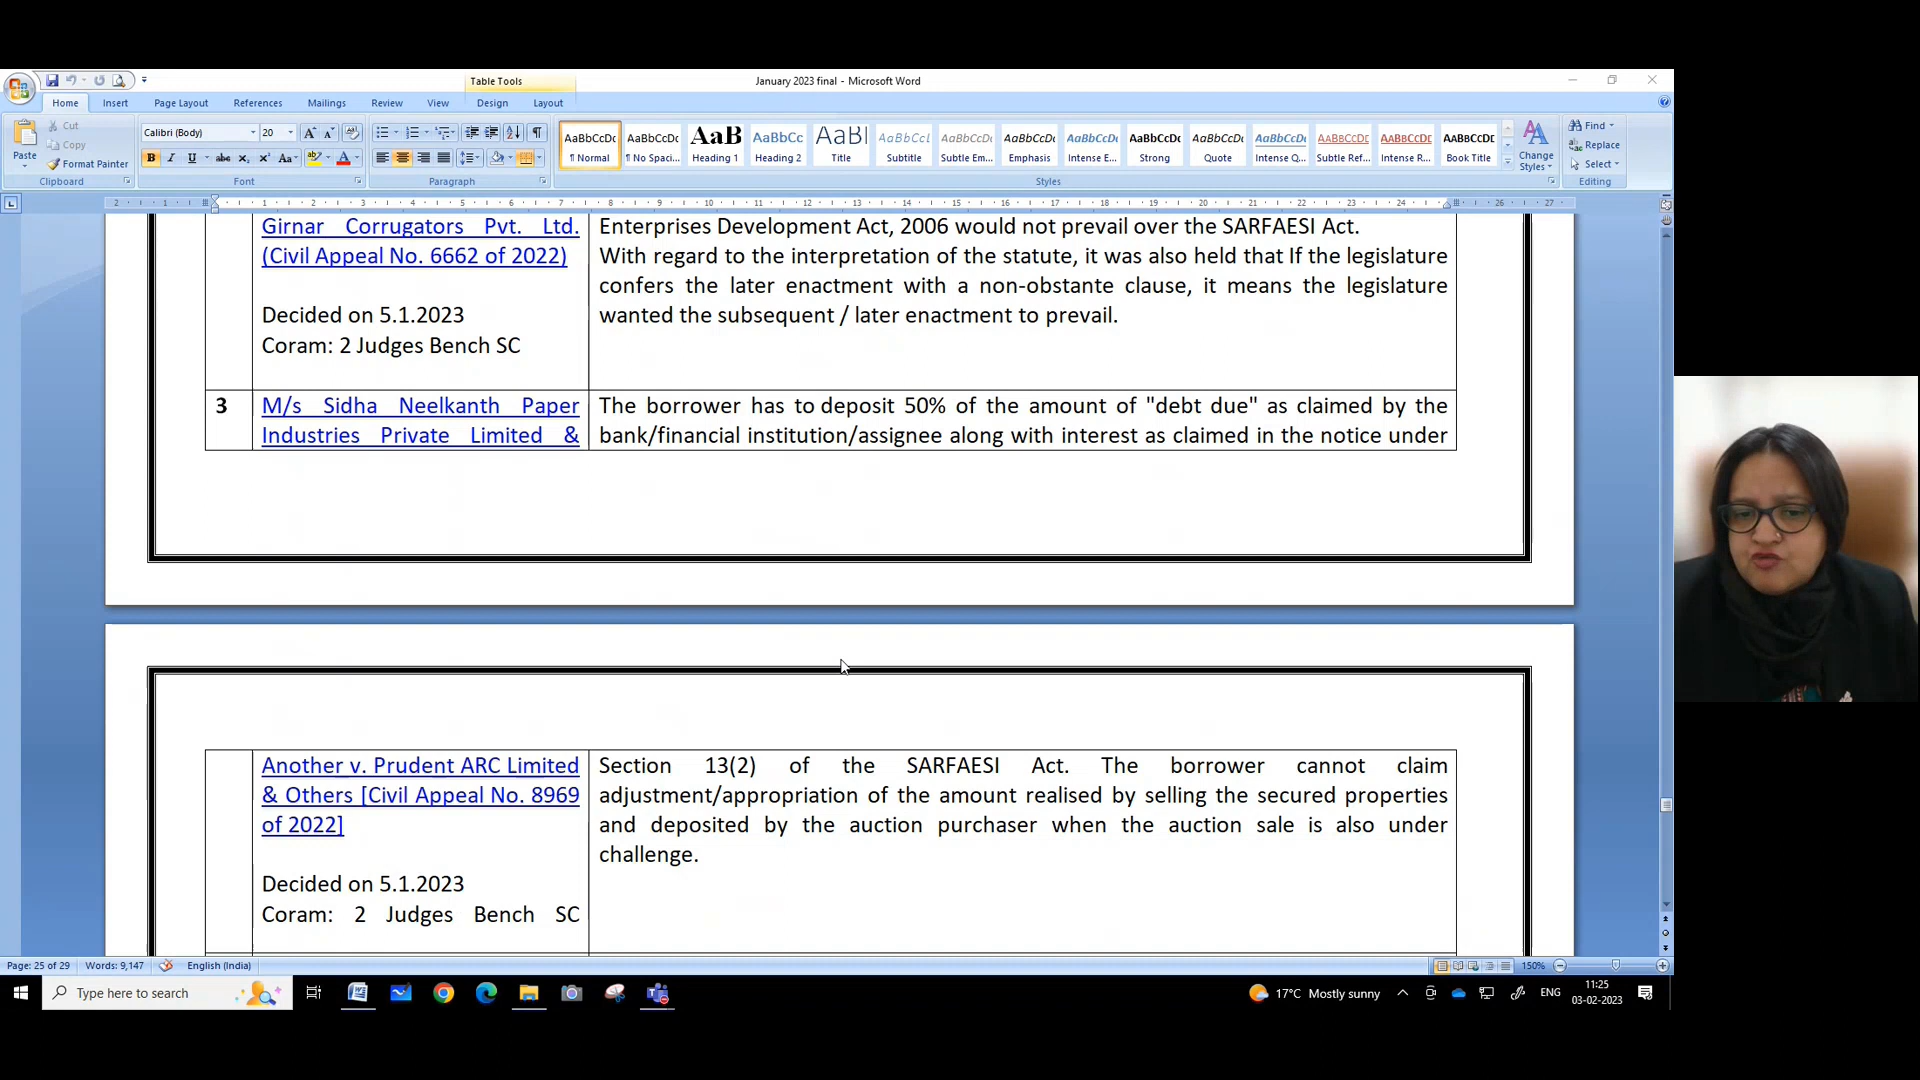 Table Tools
January 2023 final - Microsoft Word
Home Insert Page Layout References Mailings Review View Design Layout
Cut
Copy
Format Painter
Paste
Clipboard
Calibri (Body) 20
Font
Paragraph
AaBbCcDc AaBbCcDc AaB AaBbCc AaBl AaBbCcl AaBbCcDc AaBbCcDc AaBbCcDc AaBbCcDc AaBbCcDc AaBbCcDc AABBCCDD AABBCCDD AABBCCDD
¶ Normal ¶ No Spaci... Heading 1 Heading 2 Title Subtitle Subtle Em... Emphasis Intense E... Strong Quote Intense Q... Subtle Ref... Intense R... Book Title
Change Styles
Styles
Find
Replace
Select
Editing
Girnar Corrugators Pvt. Ltd.
(Civil Appeal No. 6662 of 2022)
Decided on 5.1.2023
Coram: 2 Judges Bench SC
Enterprises Development Act, 2006 would not prevail over the SARFAESI Act.
With regard to the interpretation of the statute, it was also held that If the legislature
confers the later enactment with a non-obstante clause, it means the legislature
wanted the subsequent / later enactment to prevail.
3
M/s Sidha Neelkanth Paper
Industries Private Limited &
The borrower has to deposit 50% of the amount of "debt due" as claimed by the
bank/financial institution/assignee along with interest as claimed in the notice under
Another v. Prudent ARC Limited
& Others [Civil Appeal No. 8969
of 2022]
Decided on 5.1.2023
Coram: 2 Judges Bench SC
Section 13(2) of the SARFAESI Act. The borrower cannot claim
adjustment/appropriation of the amount realised by selling the secured properties
and deposited by the auction purchaser when the auction sale is also under
challenge.
Page: 25 of 29 Words: 9,147 English (India)
150%
Type here to search
17°C Mostly sunny
ENG
11:25
03-02-2023